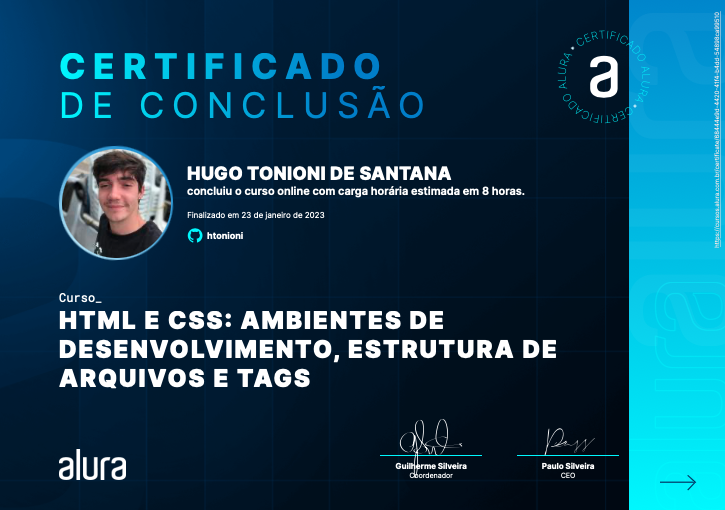 CERTIFICADO
DE CONCLUSÃO
CERTIFICADO ALURA • CERTIFICADO ALURA •
a
HUGO TONIONI DE SANTANA
concluiu o curso online com carga horária estimada em 8 horas.
Finalizado em 23 de janeiro de 2023
htonioni
Curso_
HTML E CSS: AMBIENTES DE
DESENVOLVIMENTO, ESTRUTURA DE
ARQUIVOS E TAGS
alura
Guilherme Silveira
Coordenador
Paulo Silveira
CEO